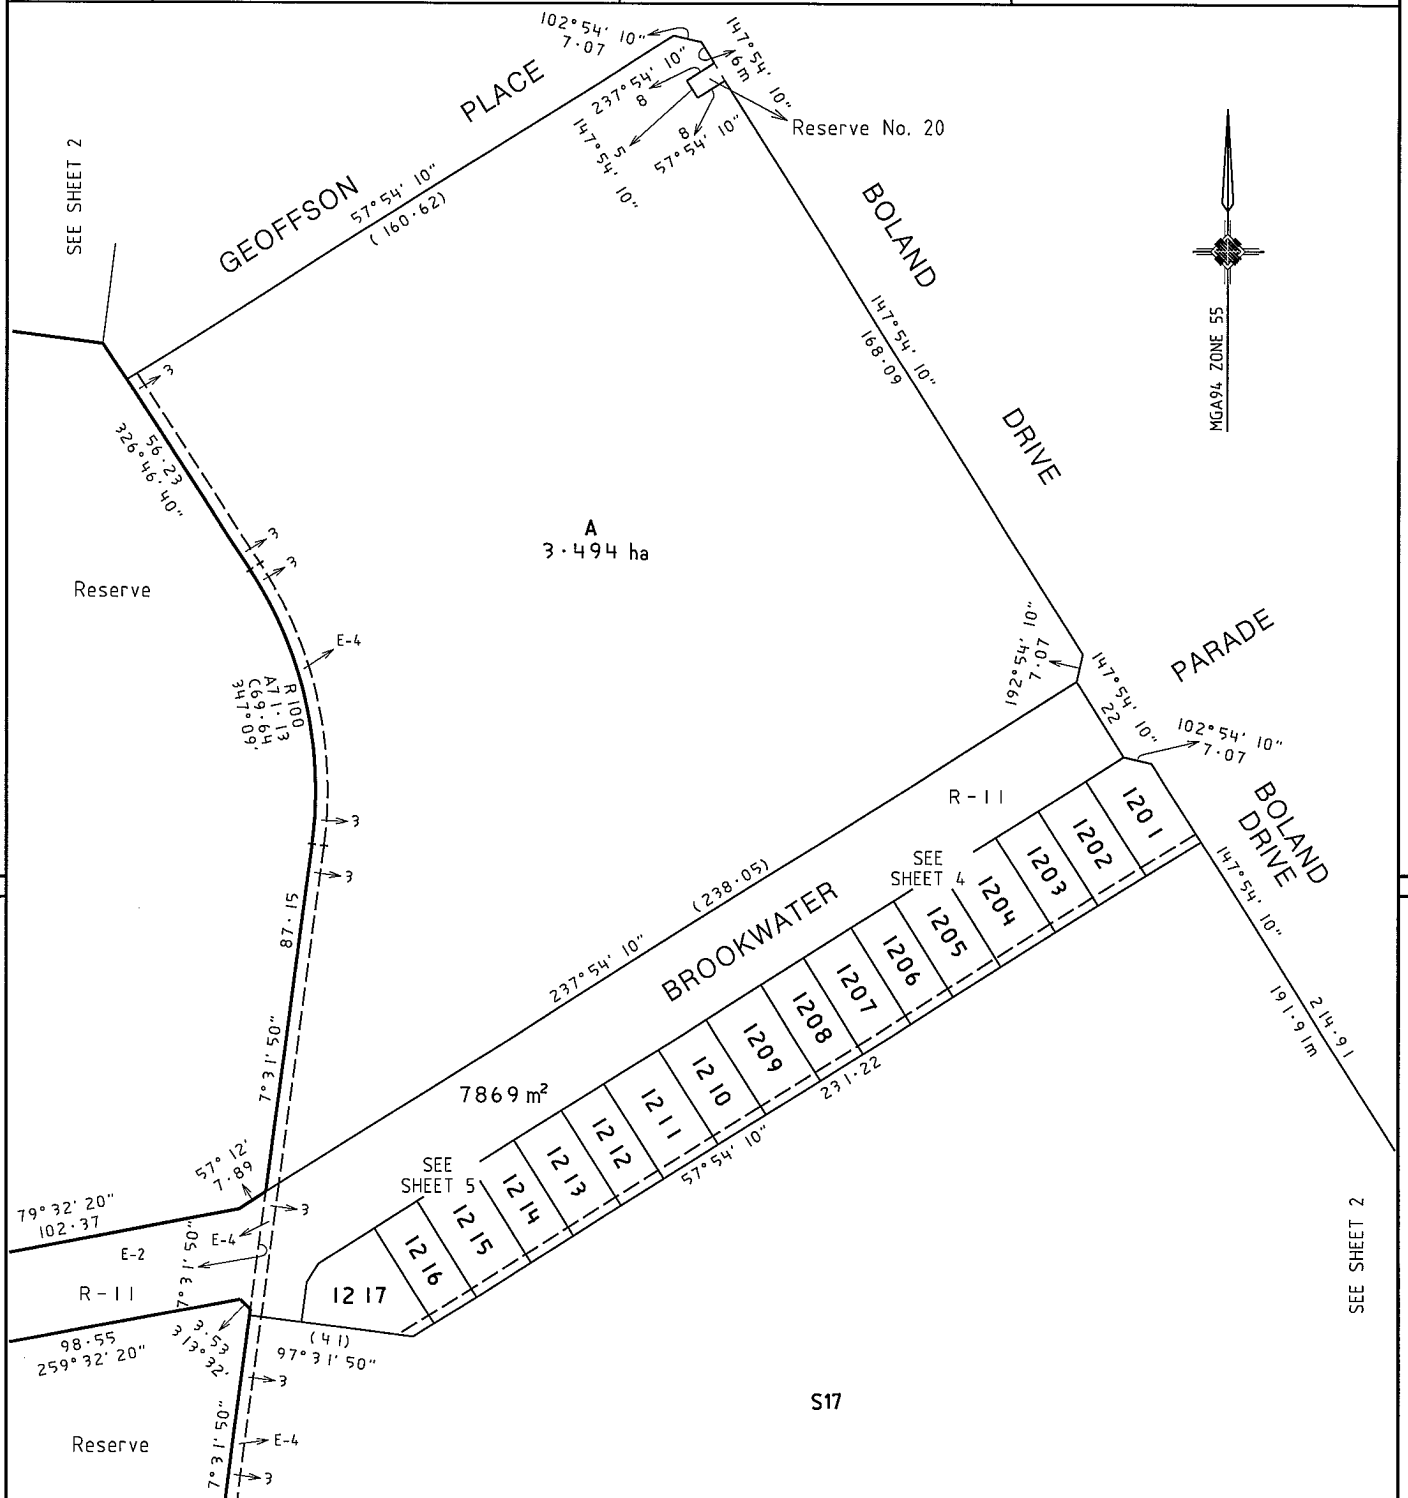 102°54' 10"
7·07
147°54' 10"
6m
237°54' 10"
8
PLACE
Reserve No. 20
8
57°54' 10"
5
147°54' 10"
SEE SHEET 2
GEOFFSON
57°54' 10"
(160·62)
BOLAND
147°54' 10"
168·09
MGA94 ZONE 55
3
DRIVE
56·23
326°46' 40"
A
3·494 ha
3
3
Reserve
E-4
192°54' 10"
7·07
PARADE
147°54' 10"
22
R 100
A71·13
C69·64
347°09'
102°54' 10"
7·07
R-11
BOLAND
DRIVE
1201
1202
1203
1204
1205
1206
1207
1208
1209
1210
1211
1212
1213
1214
1215
1216
1217
3
3
SEE
SHEET 4
(238·05)
BROOKWATER
237°54' 10"
87·15
7°31' 50"
147°54' 10"
214·91
191·91m
231·22
57°54' 10"
7869 m²
SEE
SHEET 5
57°12'
7·89
79°32' 20"
102·37
3
E-4
E-2
7°31' 50"
R-11
3·53
313°32'
98·55
259°32' 20"
(41)
97°31' 50"
SEE SHEET 2
3
S17
7°31' 50"
E-4
Reserve
3